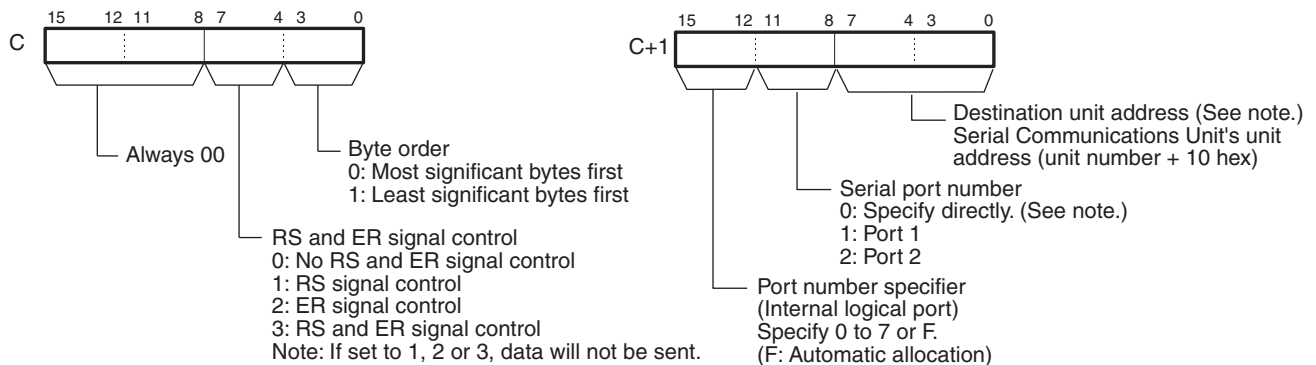 15 12 11 8 7 4 3 0
C
Always 00
Byte order
0: Most significant bytes first
1: Least significant bytes first
RS and ER signal control
0: No RS and ER signal control
1: RS signal control
2: ER signal control
3: RS and ER signal control
Note: If set to 1, 2 or 3, data will not be sent.
15 12 11 8 7 4 3 0
C+1
Destination unit address (See note.)
Serial Communications Unit's unit
address (unit number + 10 hex)
Serial port number
0: Specify directly. (See note.)
1: Port 1
2: Port 2
Port number specifier
(Internal logical port)
Specify 0 to 7 or F.
(F: Automatic allocation)